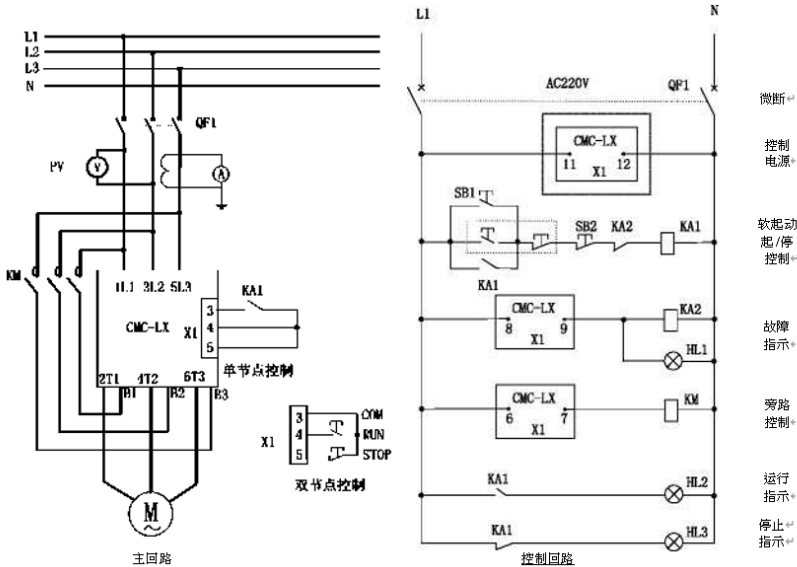 L1
L2
L3
N
QF1
PV
V
A
KM
1L1 3L2 5L3
CMC-LX
X1
3
4
5
KA1
单节点控制
2T1 4T2 6T3
B1 B2 B3
M
~
主回路
X1
3
4
5
COM
RUN
STOP
双节点控制
L1
N
AC220V
QF1
微断
CMC-LX
11 12
X1
控制
电源
SB1
SB2
KA2
KA1
KA1
软起动
起/停
控制
CMC-LX
8 9
X1
KA2
HL1
故障
指示
CMC-LX
6 7
X1
KM
旁路
控制
KA1
HL2
运行
指示
KA1
HL3
停止
指示
控制回路